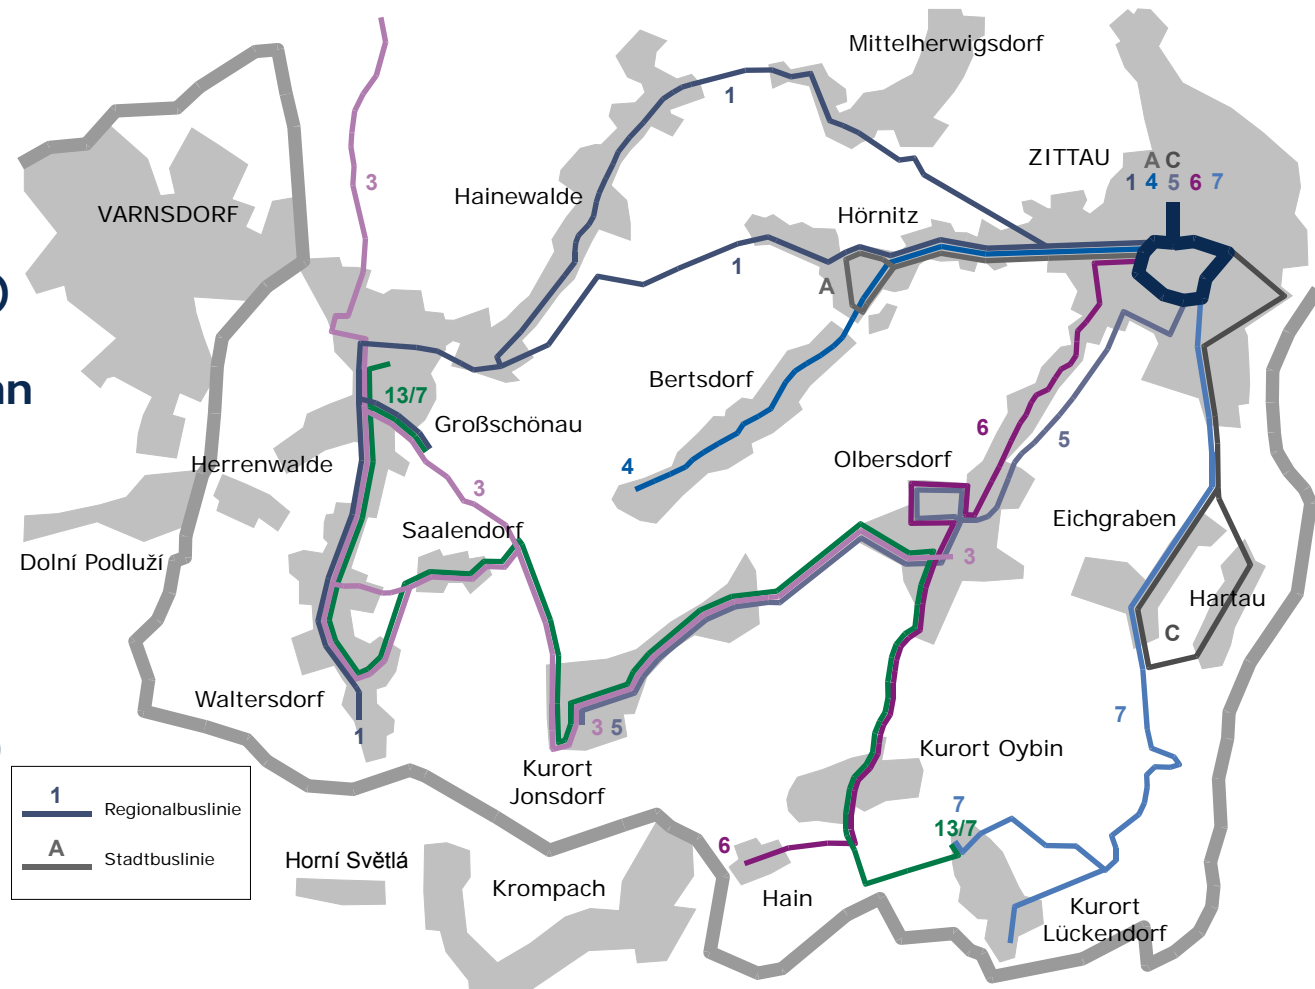 Mittelherwigsdorf
1
ZITTAU
A C
1 4 5 6 7
3
Hainewalde
VARNSDORF
Hörnitz
1
A
)
nn
Bertsdorf
13/7
Großschönau
6
5
4
Olbersdorf
Herrenwalde
3
Saalendorf
Eichgraben
Dolní Podluží
3
Hartau
C
Waltersdorf
1
3 5
7
Kurort
Jonsdorf
Kurort Oybin
)
1
Regionalbuslinie
A
Stadtbuslinie
7
13/7
6
Horní Světlá
Krompach
Hain
Kurort
Lückendorf